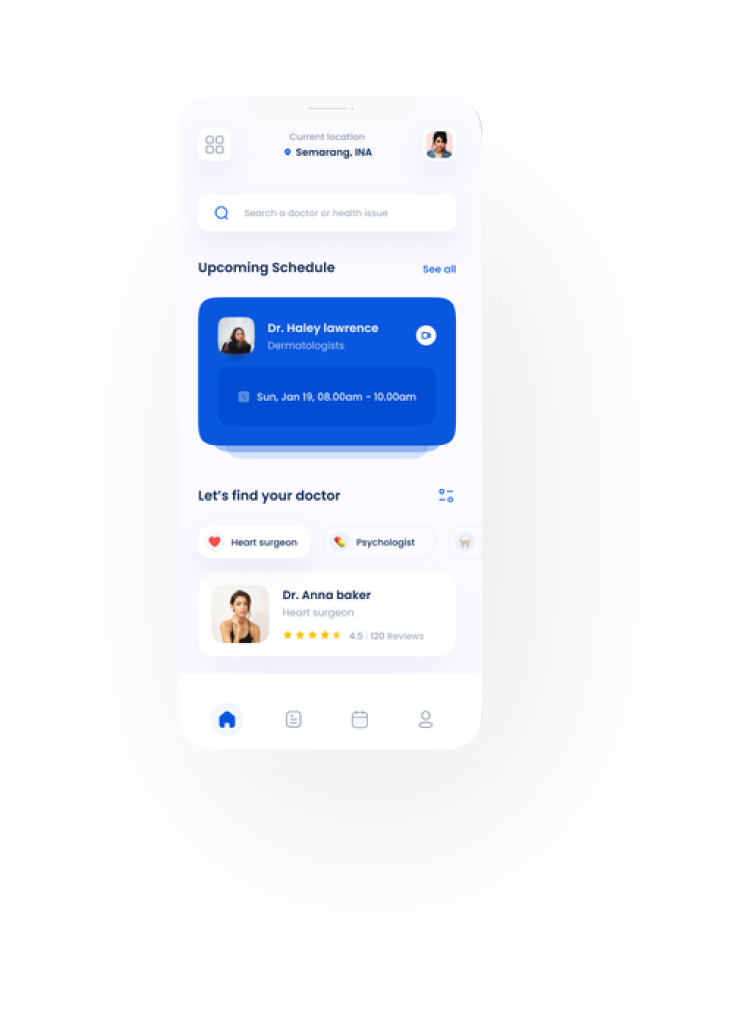 Current location
Semarang, INA
Search a doctor or health issue
Upcoming Schedule
See all
Dr. Haley lawrence
Dermatologists
Sun, Jan 19, 08.00am - 10.00am
Let's find your doctor
Heart surgeon
Psychologist
Dr. Anna baker
Heart surgeon
4.5 | 120 Reviews